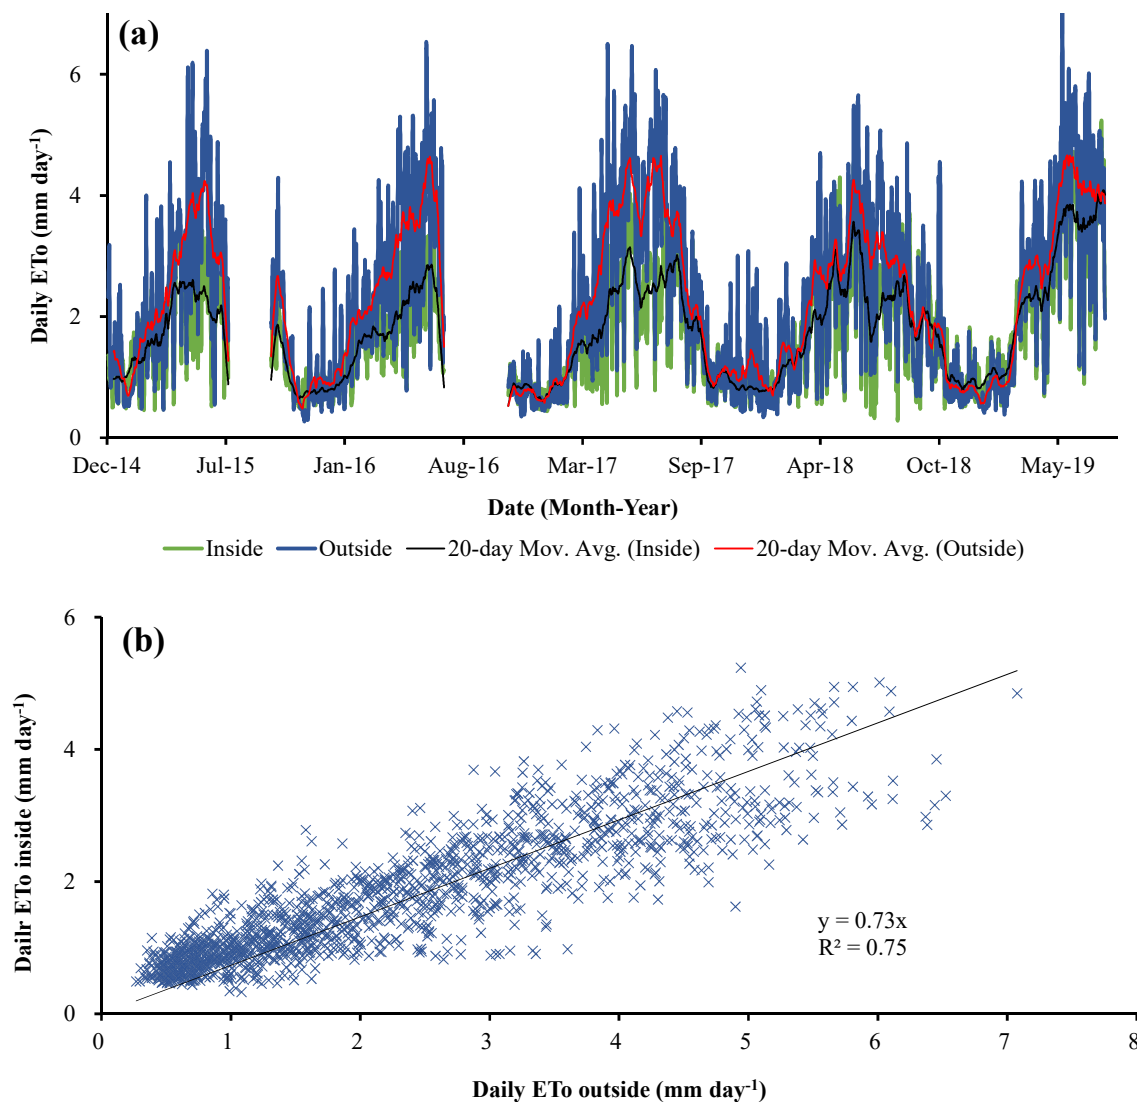 (a)
Daily ETo (mm day-1)
6
4
2
0
Dec-14 Jul-15 Jan-16 Aug-16 Mar-17 Sep-17 Apr-18 Oct-18 May-19
Date (Month-Year)
Inside Outside 20-day Mov. Avg. (Inside) 20-day Mov. Avg. (Outside)
(b)
Dailr ETo inside (mm day-1)
6
4
2
0
y = 0.73x
R² = 0.75
0 1 2 3 4 5 6 7 8
Daily ETo outside (mm day-1)